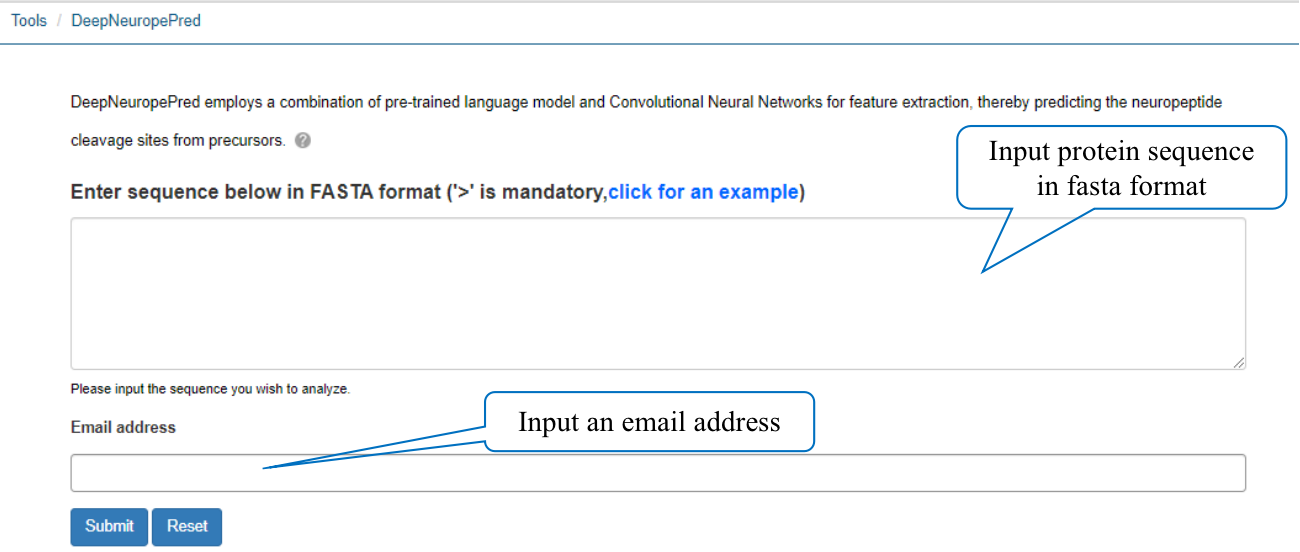 Tools / DeepNeuropePred
DeepNeuropePred employs a combination of pre-trained language model and Convolutional Neural Networks for feature extraction, thereby predicting the neuropeptide
cleavage sites from precursors. ?
Input protein sequence
in fasta format
Enter sequence below in FASTA format ('>' is mandatory,click for an example)
Please input the sequence you wish to analyze.
Input an email address
Email address
Submit Reset